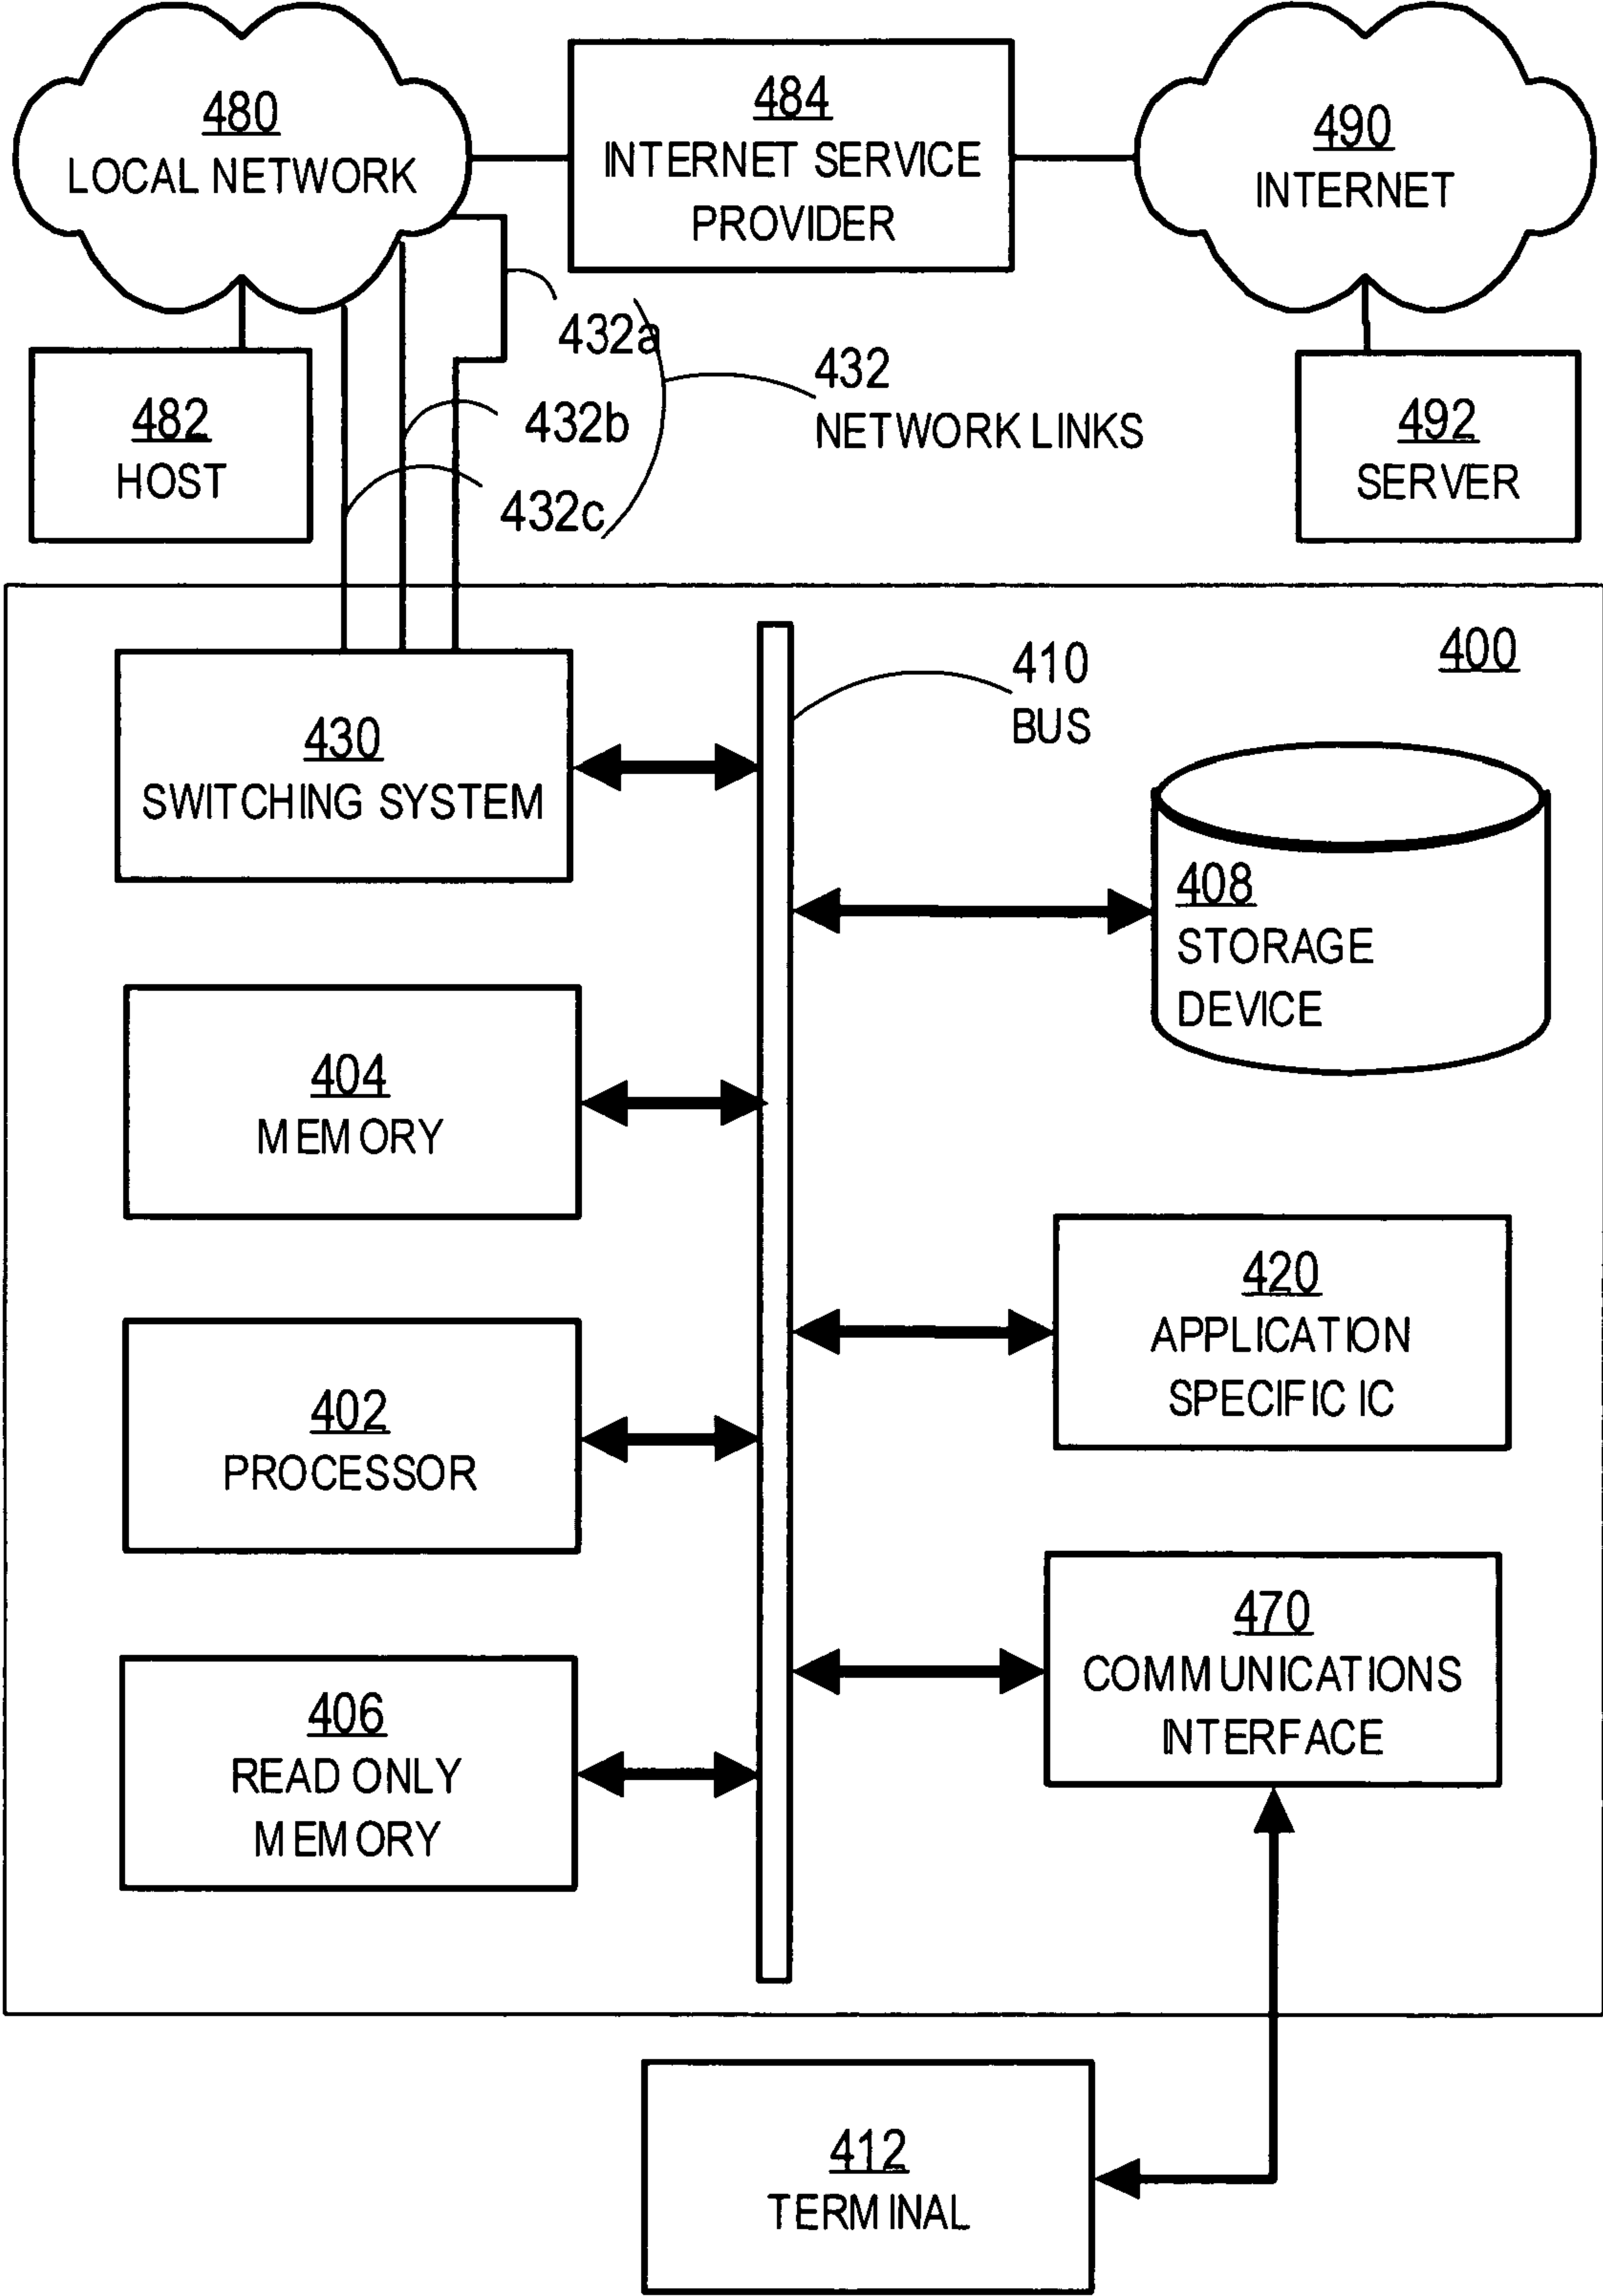 480
LOCAL NETWORK
484
INTERNET SERVICE
PROVIDER
490
INTERNET
432a
432b
432c
432
NETWORK LINKS
482
HOST
492
SERVER
400
410
BUS
430
SWITCHING SYSTEM
408
STORAGE
DEVICE
404
MEMORY
420
APPLICATION
SPECIFIC IC
402
PROCESSOR
470
COMMUNICATIONS
INTERFACE
406
READ ONLY
MEMORY
412
TERMINAL